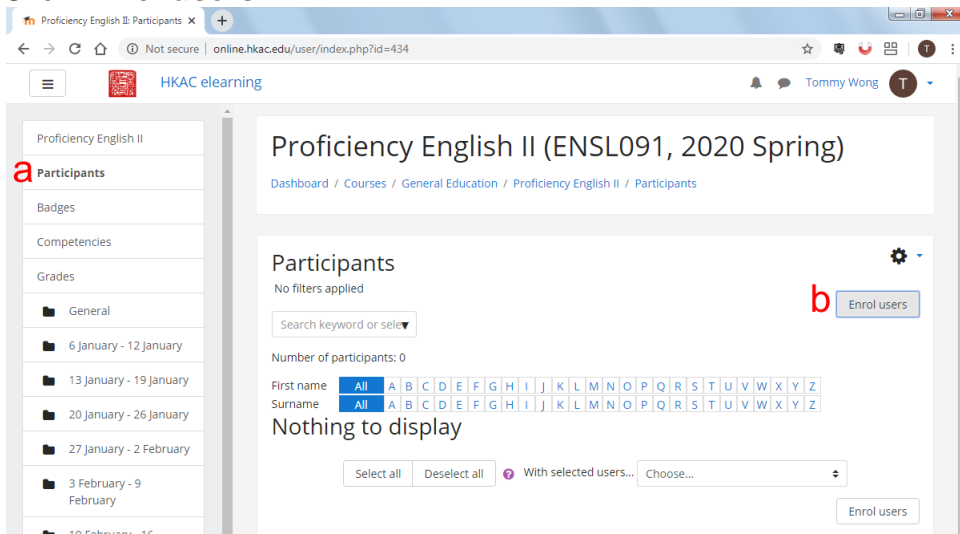 Proficiency English II: Participants
Not secure | online.hkac.edu/user/index.php?id=434
T
HKAC elearning
Tommy Wong T
Proficiency English II
a
Participants
Badges
Competencies
Grades
General
6 January - 12 January
13 January - 19 January
20 January - 26 January
27 January - 2 February
3 February - 9
February
Proficiency English II (ENSL091, 2020 Spring)
Dashboard / Courses / General Education / Proficiency English II / Participants
Participants
No filters applied
b Enrol users
Search keyword or sele
Number of participants: 0
First name All A B C D E F G H I J K L M N O P Q R S T U V W X Y Z
Surname All A B C D E F G H I J K L M N O P Q R S T U V W X Y Z
Nothing to display
Select all Deselect all ? With selected users... Choose...
Enrol users